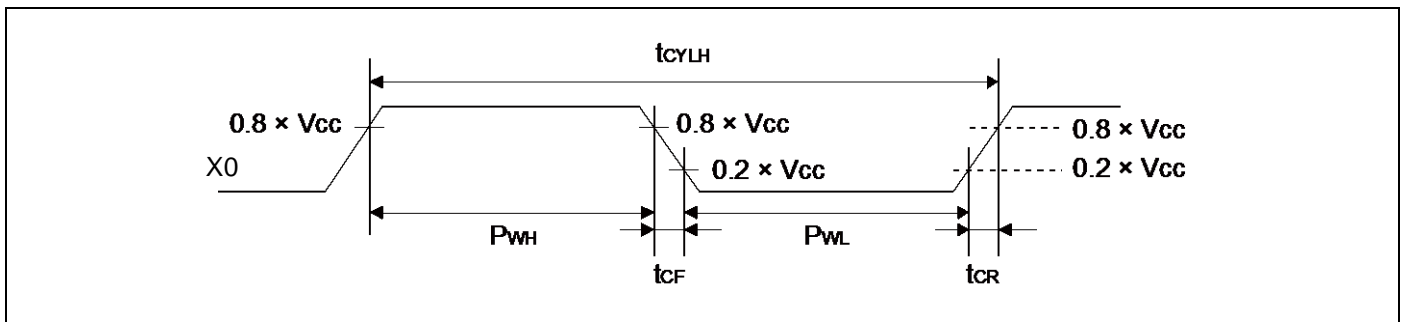 tCYLH
0.8 × Vcc
0.8 × Vcc
0.8 × Vcc
X0
0.2 × Vcc
0.2 × Vcc
PWH
PWL
tCF
tCR